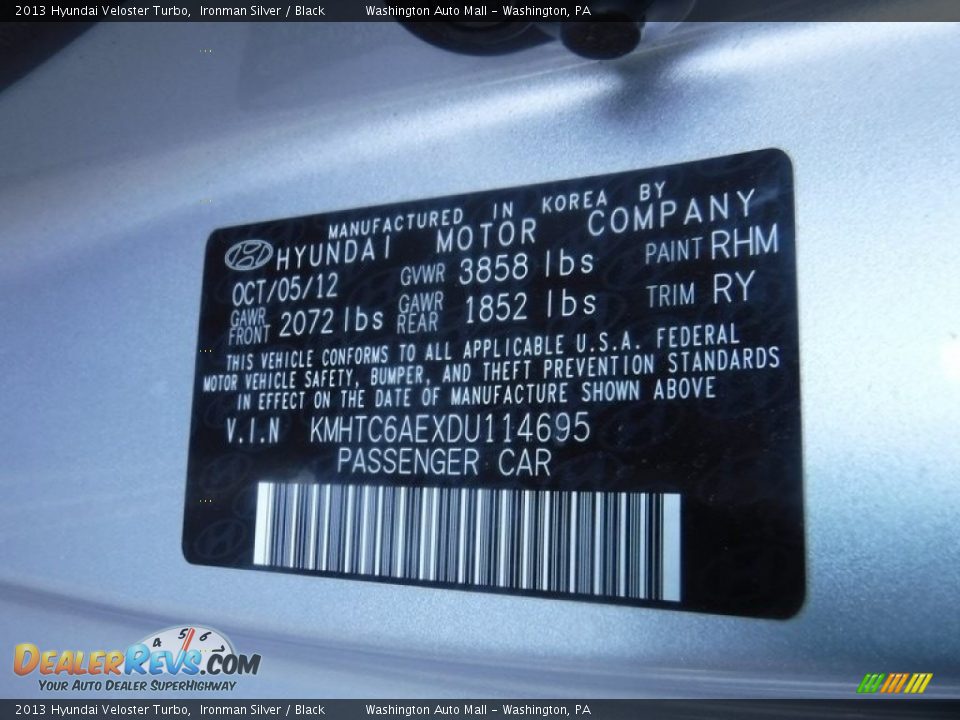 2013 Hyundai Veloster Turbo, Ironman Silver / Black Washington Auto Mall - Washington, PA
MANUFACTURED IN KOREA BY
HYUNDAI MOTOR COMPANY
OCT/05/12 GVWR 3858 lbs PAINT RHM
GAWR FRONT 2072 lbs GAWR REAR 1852 lbs TRIM RY
THIS VEHICLE CONFORMS TO ALL APPLICABLE U.S.A. FEDERAL
MOTOR VEHICLE SAFETY, BUMPER, AND THEFT PREVENTION STANDARDS
IN EFFECT ON THE DATE OF MANUFACTURE SHOWN ABOVE
V.I.N KMHTC6AEXDU114695
PASSENGER CAR
4 5 6
DEALERREVS.COM
YOUR AUTO DEALER SUPERHIGHWAY
2013 Hyundai Veloster Turbo, Ironman Silver / Black Washington Auto Mall - Washington, PA